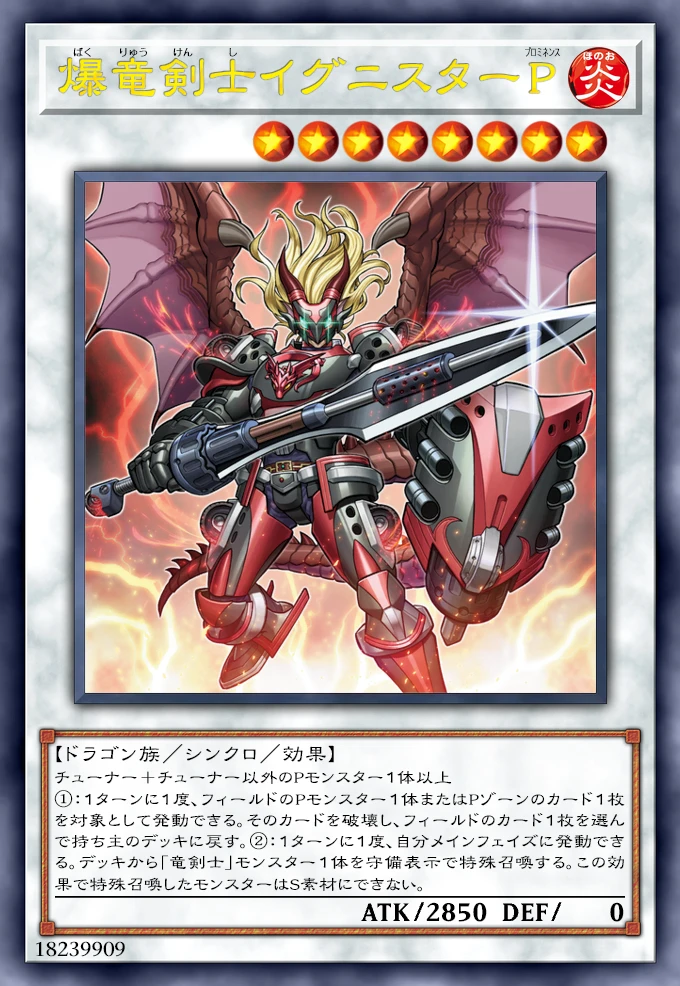 ばく りゅう けん し プロミネンス
爆竜剣士イグニスターP
ほのお
炎
【ドラゴン族／シンクロ／効果】
チューナー＋チューナー以外のPモンスター1体以上
①：1ターンに1度、フィールドのPモンスター1体またはPゾーンのカード1枚
を対象として発動できる。そのカードを破壊し、フィールドのカード1枚を選ん
で持ち主のデッキに戻す。②：1ターンに1度、自分メインフェイズに発動でき
る。デッキから「竜剣士」モンスター1体を守備表示で特殊召喚する。この効
果で特殊召喚したモンスターはS素材にできない。
ATK/2850 DEF/ 0
18239909